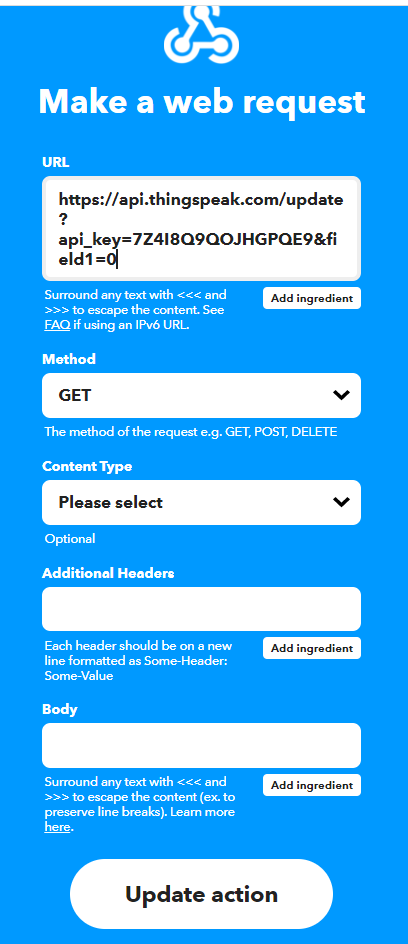 Make a web request
URL
https://api.thingspeak.com/update
?
api_key=7Z4I8Q9QOJHGPQE9&fi
eld1=0
Surround any text with <<< and
>>> to escape the content. See
FAQ if using an IPv6 URL.
Add ingredient
Method
GET
The method of the request e.g. GET, POST, DELETE
Content Type
Please select
Optional
Additional Headers
Each header should be on a new
line formatted as Some-Header:
Some-Value
Add ingredient
Body
Surround any text with <<< and
>>> to escape the content (ex. to
preserve line breaks). Learn more
here.
Add ingredient
Update action